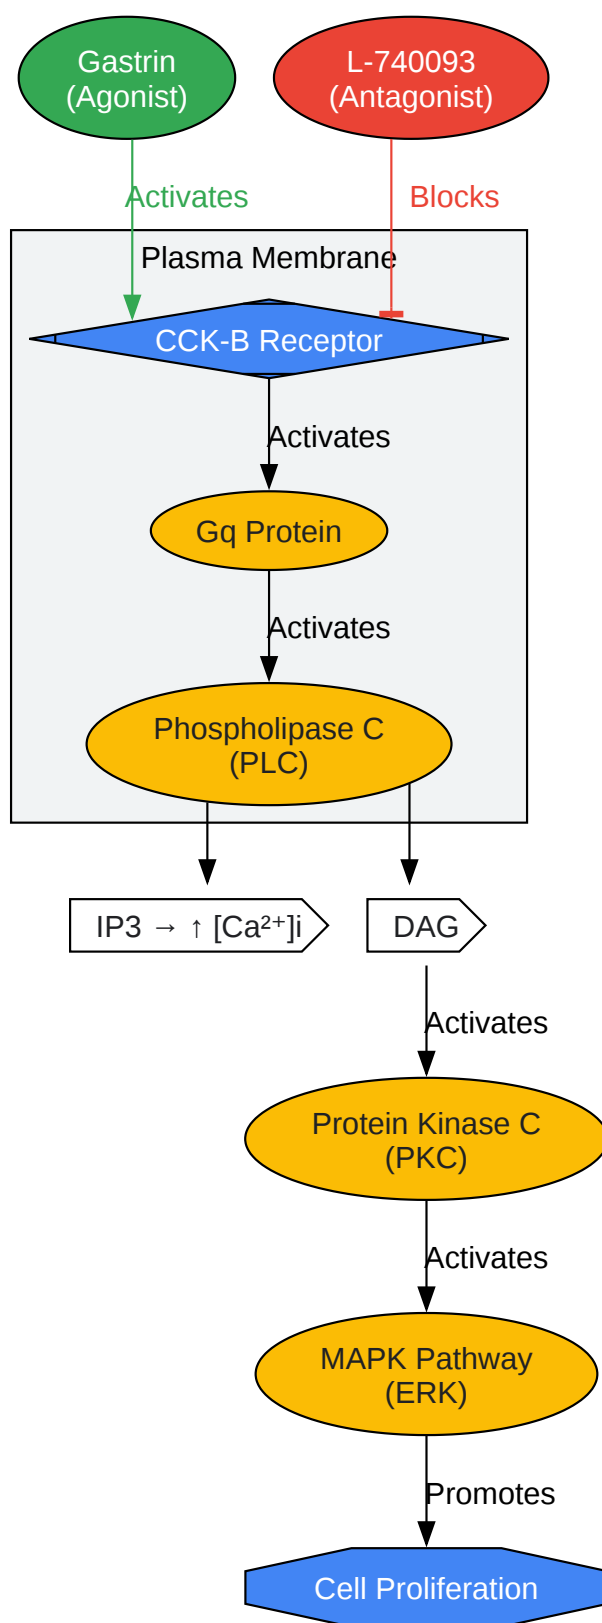 Gastrin
(Agonist)
L-740093
(Antagonist)
Activates
Blocks
Plasma Membrane
CCK-B Receptor
Activates
Gq Protein
Activates
Phospholipase C
(PLC)
IP3 → ↑ [Ca²⁺]i
DAG
Activates
Protein Kinase C
(PKC)
Activates
MAPK Pathway
(ERK)
Promotes
Cell Proliferation